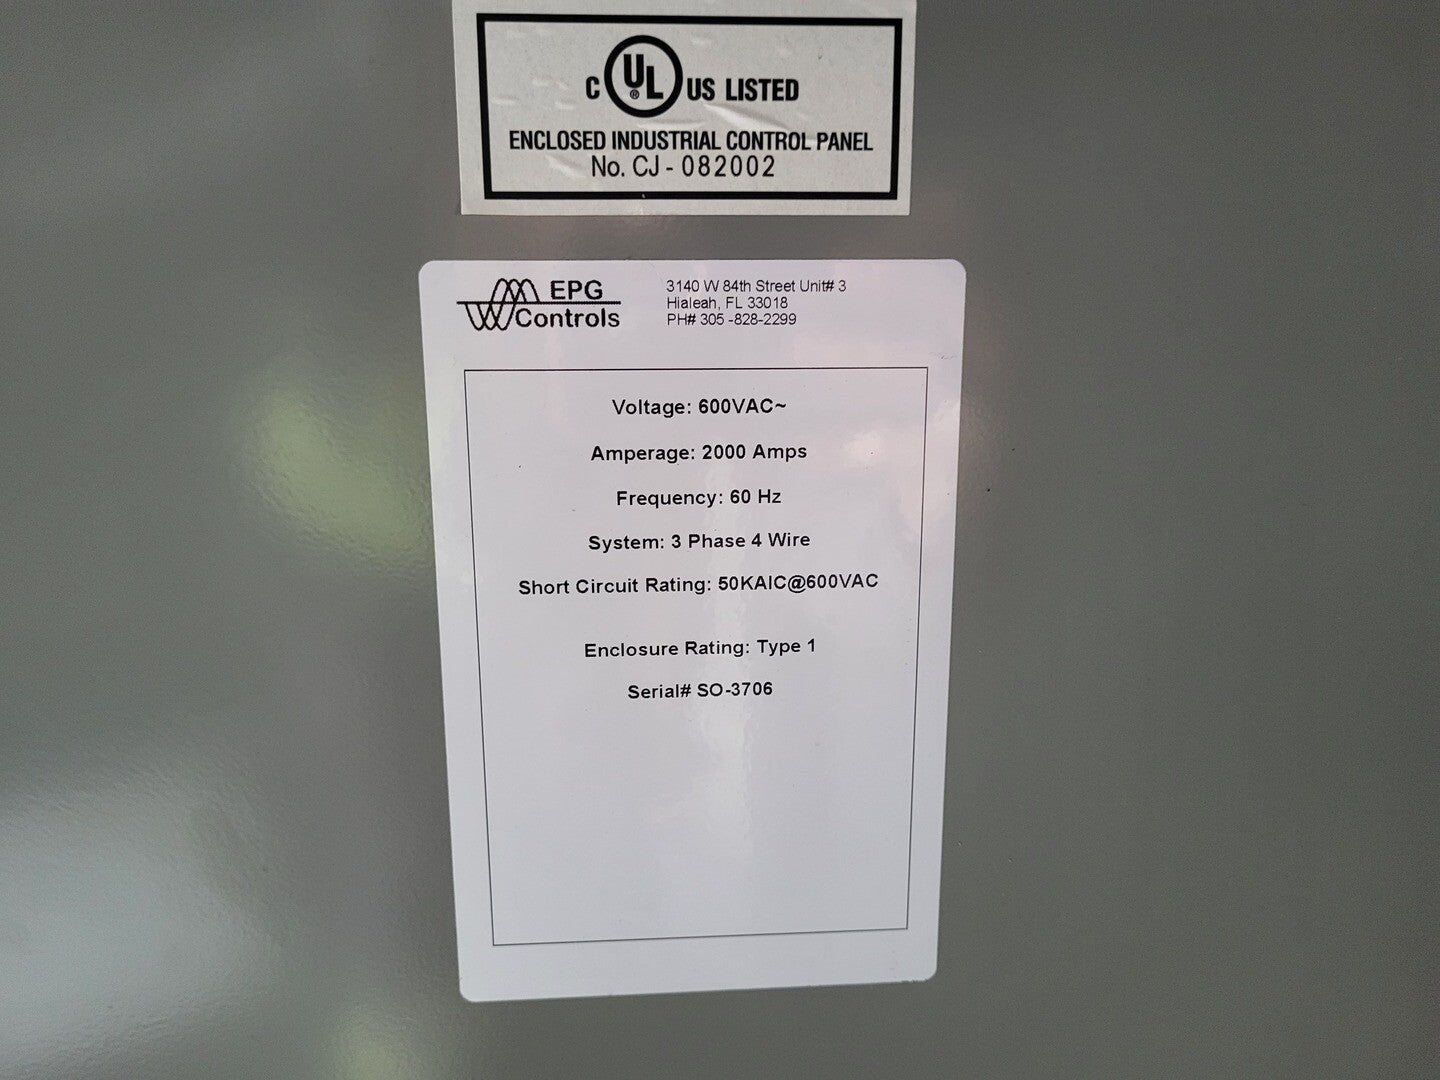 C UL® US LISTED
ENCLOSED INDUSTRIAL CONTROL PANEL
No. CJ - 082002
EPG
Controls
3140 W 84th Street Unit# 3
Hialeah, FL 33018
PH# 305 -828-2299
Voltage: 600VAC~
Amperage: 2000 Amps
Frequency: 60 Hz
System: 3 Phase 4 Wire
Short Circuit Rating: 50KAIC@600VAC
Enclosure Rating: Type 1
Serial# SO-3706